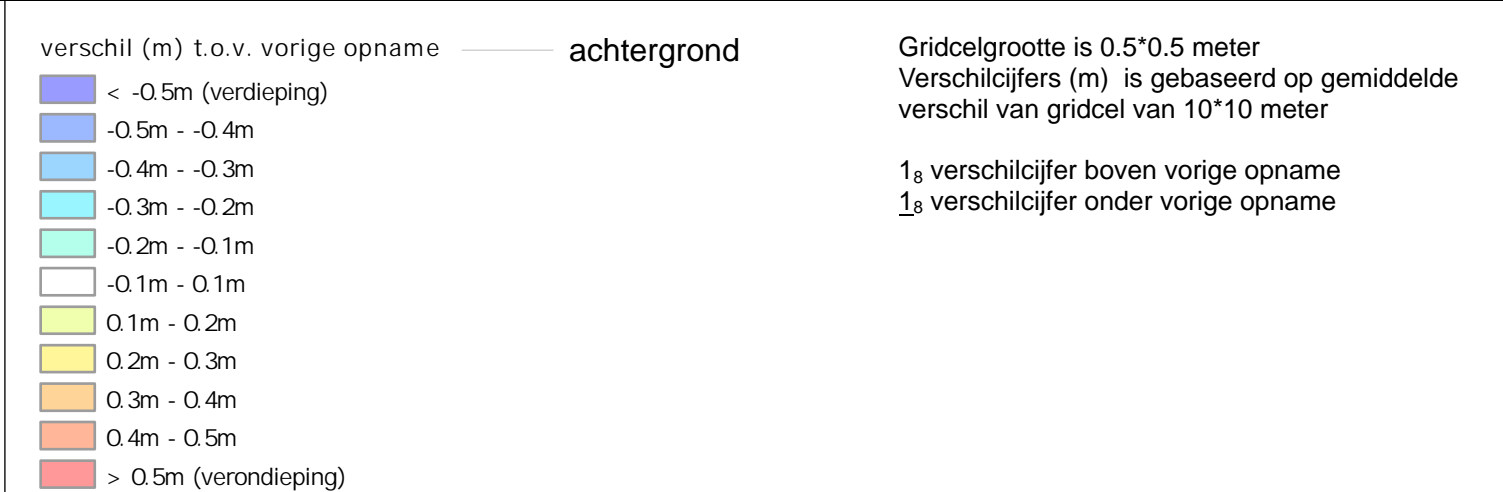 verschil (m) t.o.v. vorige opname
< -0.5m (verdieping)
-0.5m - -0.4m
-0.4m - -0.3m
-0.3m - -0.2m
-0.2m - -0.1m
-0.1m - 0.1m
0.1m - 0.2m
0.2m - 0.3m
0.3m - 0.4m
0.4m - 0.5m
> 0.5m (verondieping)
achtergrond
Gridcelgrootte is 0.5*0.5 meter
Verschilcijfers (m) is gebaseerd op gemiddelde
verschil van gridcel van 10*10 meter
1₈ verschilcijfer boven vorige opname
1₈ verschilcijfer onder vorige opname